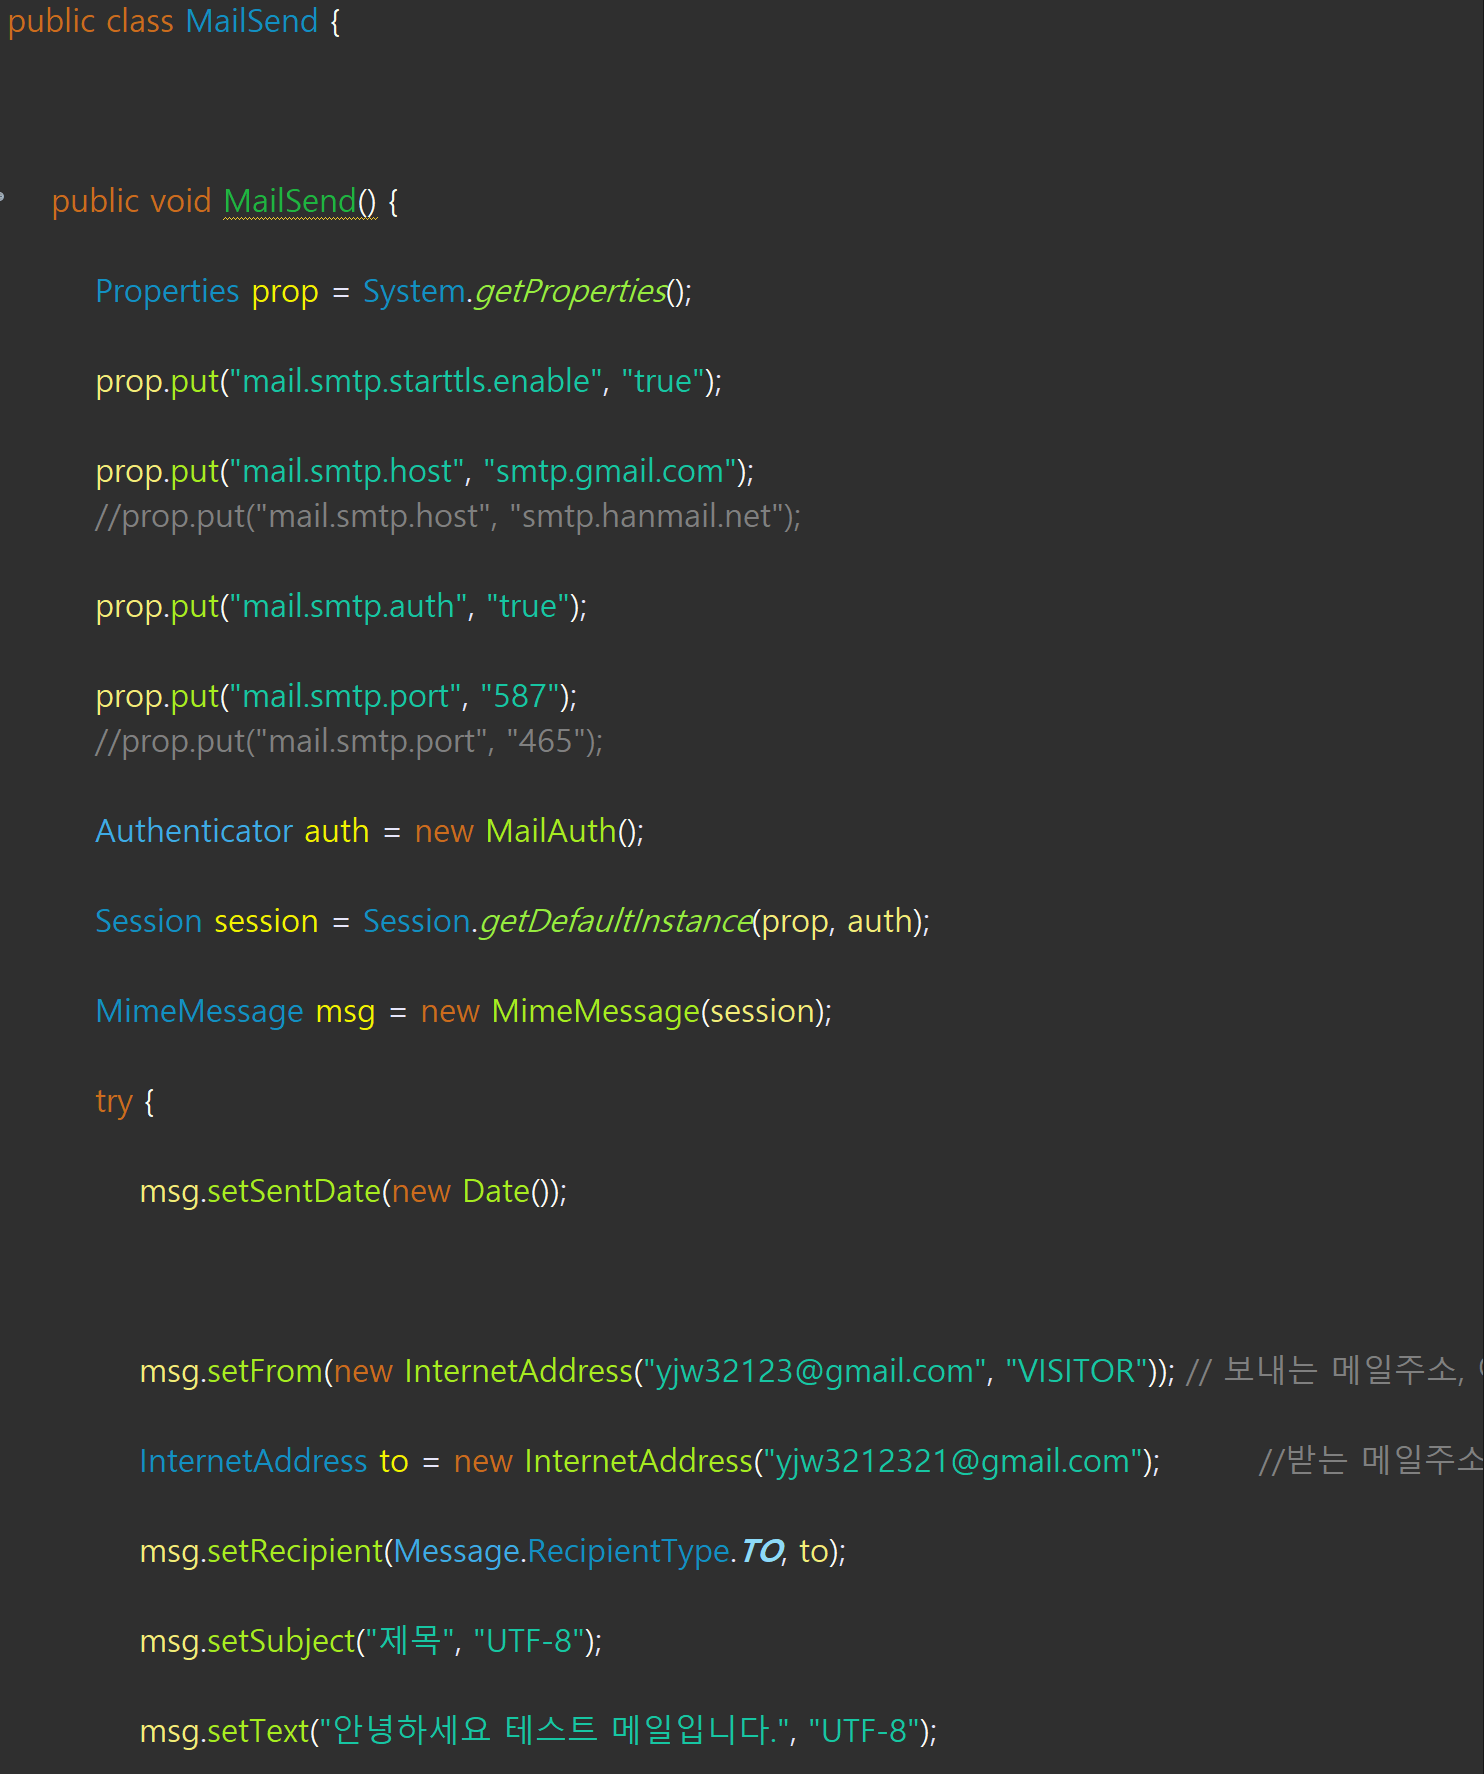 public class MailSend {
public void MailSend() {
Properties prop = System.getProperties();
prop.put("mail.smtp.starttls.enable", "true");
prop.put("mail.smtp.host", "smtp.gmail.com");
//prop.put("mail.smtp.host", "smtp.hanmail.net");
prop.put("mail.smtp.auth", "true");
prop.put("mail.smtp.port", "587");
//prop.put("mail.smtp.port", "465");
Authenticator auth = new MailAuth();
Session session = Session.getDefaultInstance(prop, auth);
MimeMessage msg = new MimeMessage(session);
try {
msg.setSentDate(new Date());
msg.setFrom(new InternetAddress("yjw32123@gmail.com", "VISITOR")); // 보내는 메일주소,
InternetAddress to = new InternetAddress("yjw3212321@gmail.com"); //받는 메일주소
msg.setRecipient(Message.RecipientType.TO, to);
msg.setSubject("제목", "UTF-8");
msg.setText("안녕하세요 테스트 메일입니다.", "UTF-8");